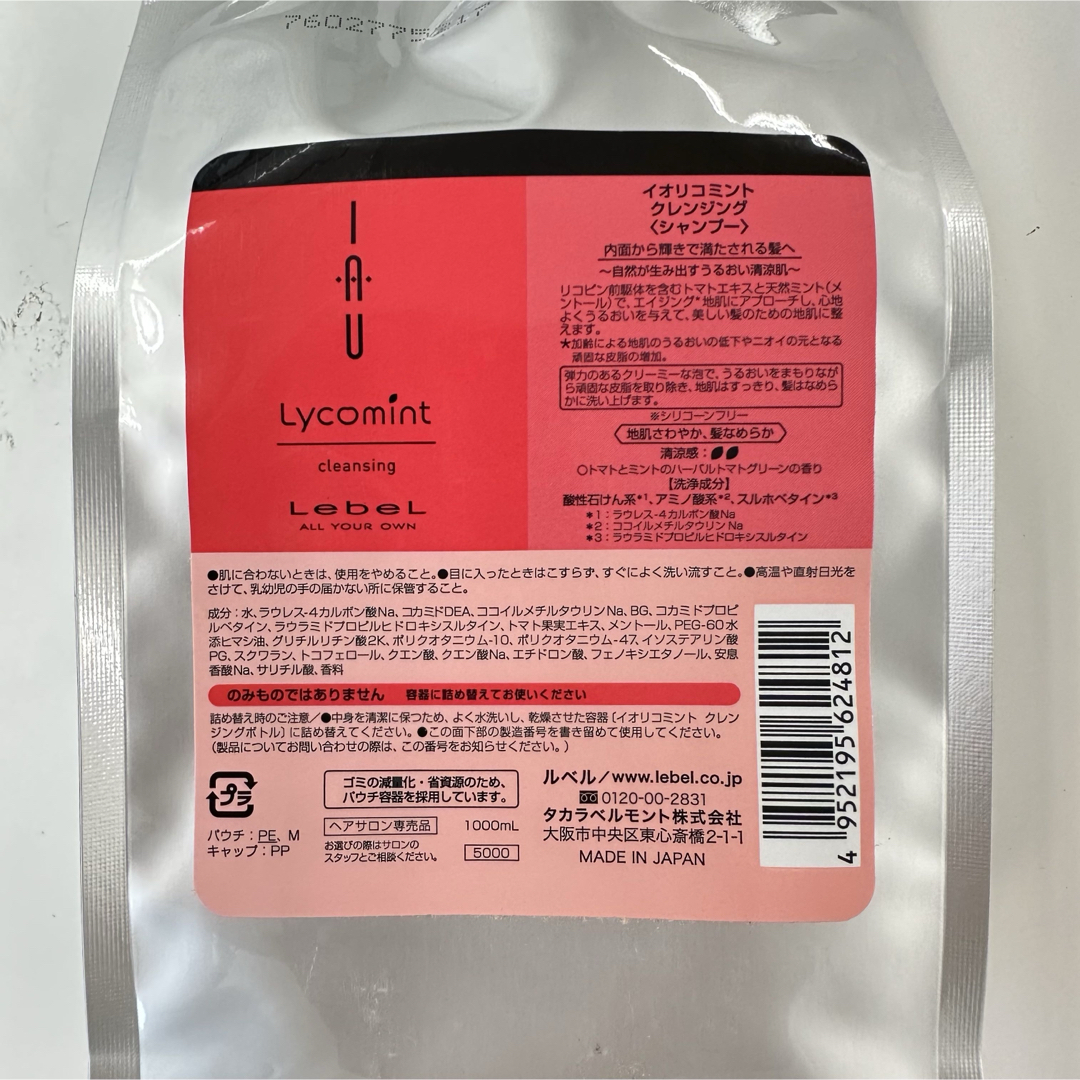 I
·A·
U
Lycomint
cleansing
LebeL
ALL YOUR OWN
イオリコミント
クレンジング
〈シャンプー〉
内面から輝きで満たされる髪へ
～自然が生み出すうるおい清涼肌～
リコピン前駆体を含むトマトエキスと天然ミント(メ
ントール)で、エイジング*地肌にアプローチし、心地
よくうるおいを与えて、美しい髪のための地肌に整
えます。
*加齢による地肌のうるおいの低下やニオイの元となる
頑固な皮脂の増加。
弾力のあるクリーミーな泡で、うるおいをまもりなが
ら頑固な皮脂を取り除き、地肌はすっきり、髪はなめら
かに洗い上げます。
※シリコーンフリー
地肌さわやか、髪なめらか
清涼感：
○トマトとミントのハーバルトマトグリーンの香り
【洗浄成分】
酸性石けん系*1、アミノ酸系*2、スルホベタイン*3
*1：ラウレス-4カルボン酸Na
*2：ココイルメチルタウリンNa
*3：ラウラミドプロピルヒドロキシスルタイン
●肌に合わないときは、使用をやめること。●目に入ったときはこすらず、すぐによく洗い流すこと。●高温や直射日光を
さけて、乳幼児の手の届かない所に保管すること。
成分：水、ラウレス-4カルボン酸Na、コカミドDEA、ココイルメチルタウリンNa、BG、コカミドプロピ
ルベタイン、ラウラミドプロピルヒドロキシスルタイン、トマト果実エキス、メントール、PEG-60水
添ヒマシ油、グリチルリチン酸2K、ポリクオタニウム-10、ポリクオタニウム-47、イソステアリン酸
PG、スクワラン、トコフェロール、クエン酸、クエン酸Na、エチドロン酸、フェノキシエタノール、安息
香酸Na、サリチル酸、香料
のみものではありません 容器に詰め替えてお使いください
詰め替え時のご注意／●中身を清潔に保つため、よく水洗いし、乾燥させた容器〔イオリコミント クレン
ジングボトル〕に詰め替えてください。●この面下部の製造番号を書き留めて使用してください。
（製品についてお問い合わせの際は、この番号をお知らせください。）
プラ
パウチ：PE、M
キャップ：PP
ゴミの減量化・省資源のため、
パウチ容器を採用しています。
ヘアサロン専売品 1000mL
お選びの際はサロンの
スタッフとご相談ください。
5000
ルベル／www.lebel.co.jp
0120-00-2831
タカラベルモント株式会社
大阪市中央区東心斎橋2-1-1
MADE IN JAPAN
4 952195 624812